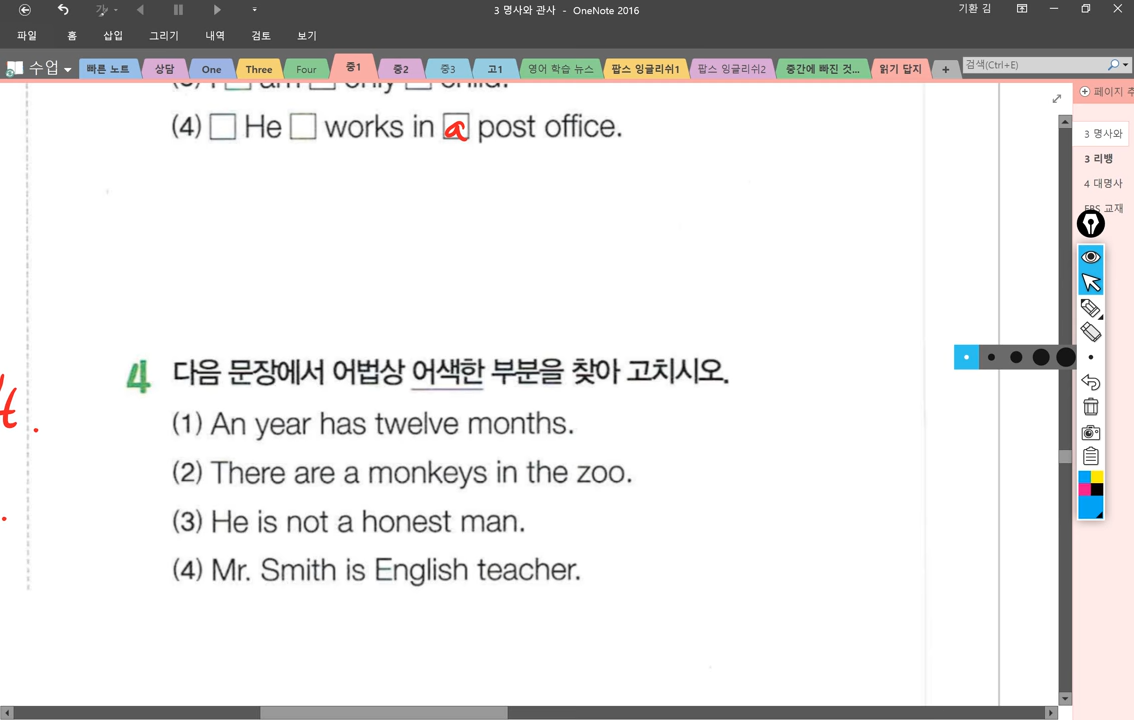 3 명사와 관사 - OneNote 2016
기환 김
파일 홈 삽입 그리기 내역 검토 보기
수업 빠른 노트 상담 One Three Four 중1 중2 중3 고1 영어 학습 뉴스 팝스 잉글리쉬1 팝스 잉글리쉬2 중간에 빠진 것... 읽기 답지 +
검색(Ctrl+E)
페이지 추
3 명사와
3 리뱅
4 대명사
EBS 교재
am only child.
(4) He works in a post office.
4 다음 문장에서 어법상 어색한 부분을 찾아 고치시오.
(1) An year has twelve months.
(2) There are a monkeys in the zoo.
(3) He is not a honest man.
(4) Mr. Smith is English teacher.